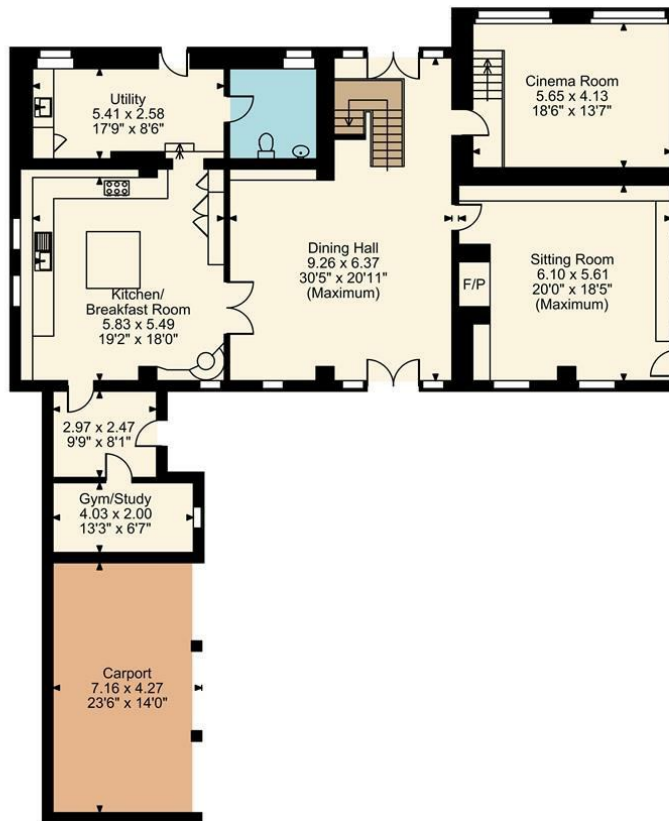 Utility
5.41 x 2.58
17'9" x 8'6"
Cinema Room
5.65 x 4.13
18'6" x 13'7"
Dining Hall
9.26 x 6.37
30'5" x 20'11"
(Maximum)
Sitting Room
6.10 x 5.61
20'0" x 18'5"
(Maximum)
F/P
Kitchen/
Breakfast Room
5.83 x 5.49
19'2" x 18'0"
2.97 x 2.47
9'9" x 8'1"
Gym/Study
4.03 x 2.00
13'3" x 6'7"
Carport
7.16 x 4.27
23'6" x 14'0"